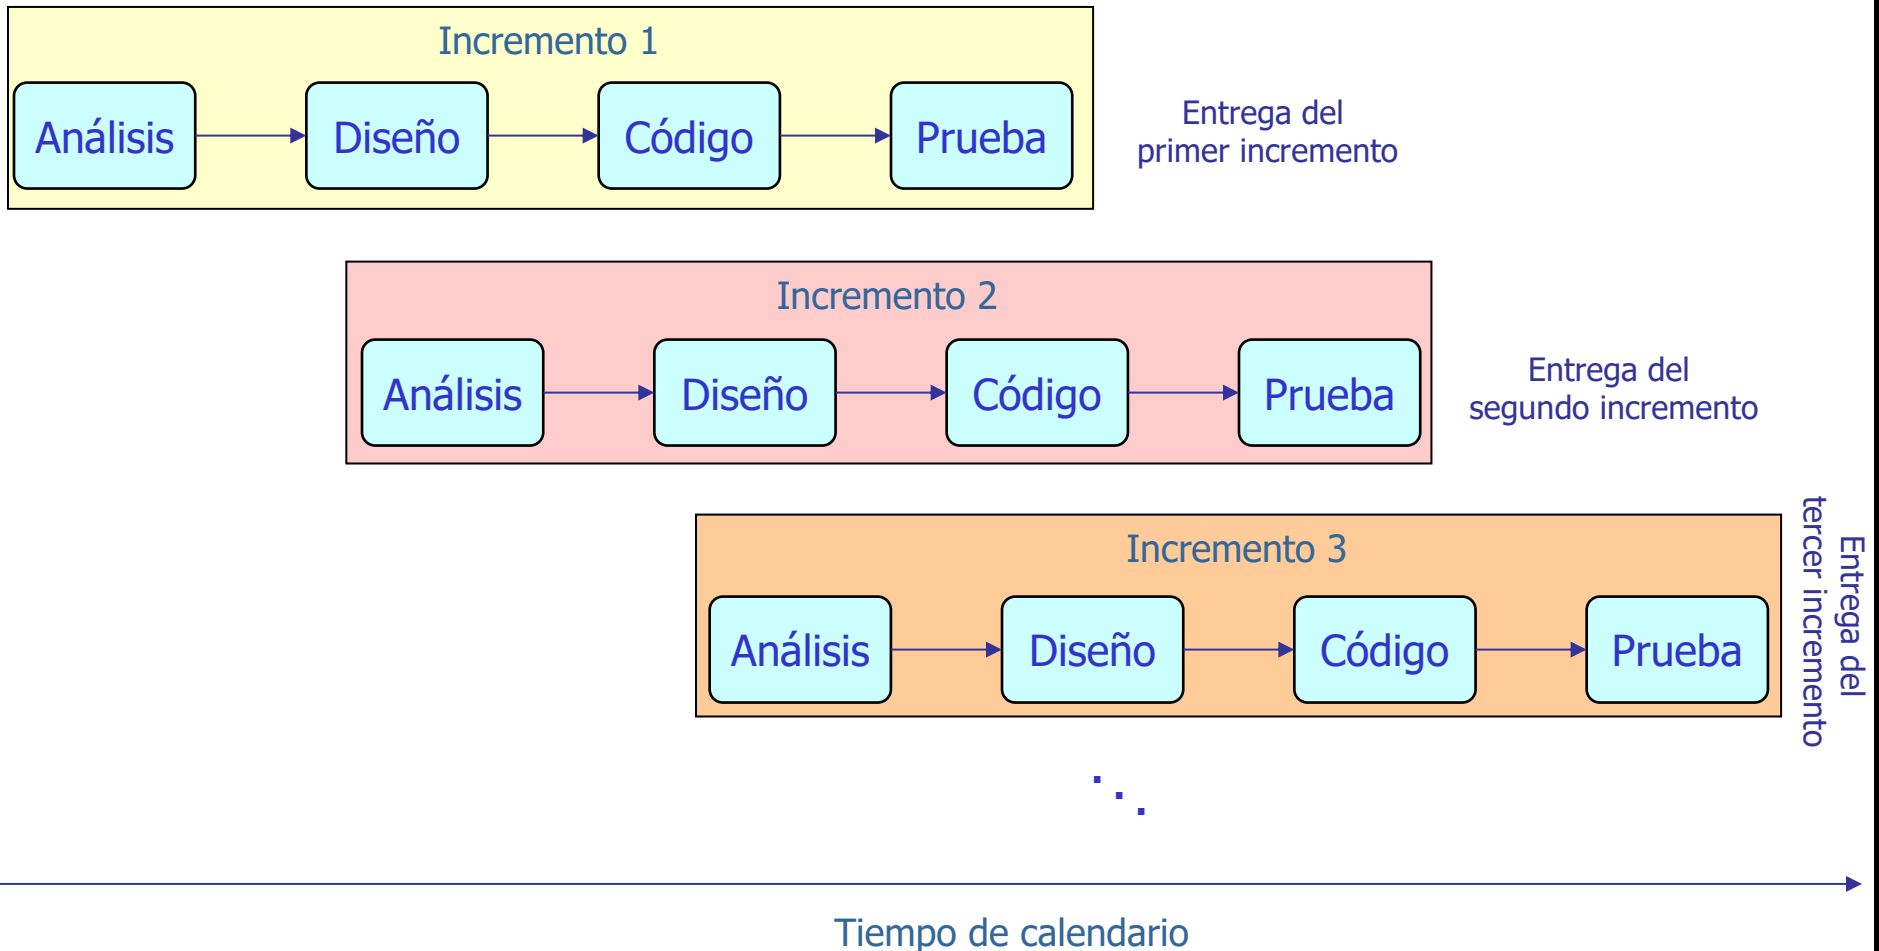 Incremento 1
Análisis
Diseño
Código
Prueba
Entrega del
primer incremento
Incremento 2
Análisis
Diseño
Código
Prueba
Entrega del
segundo incremento
Incremento 3
Análisis
Diseño
Código
Prueba
Entrega del
tercer incremento
Tiempo de calendario